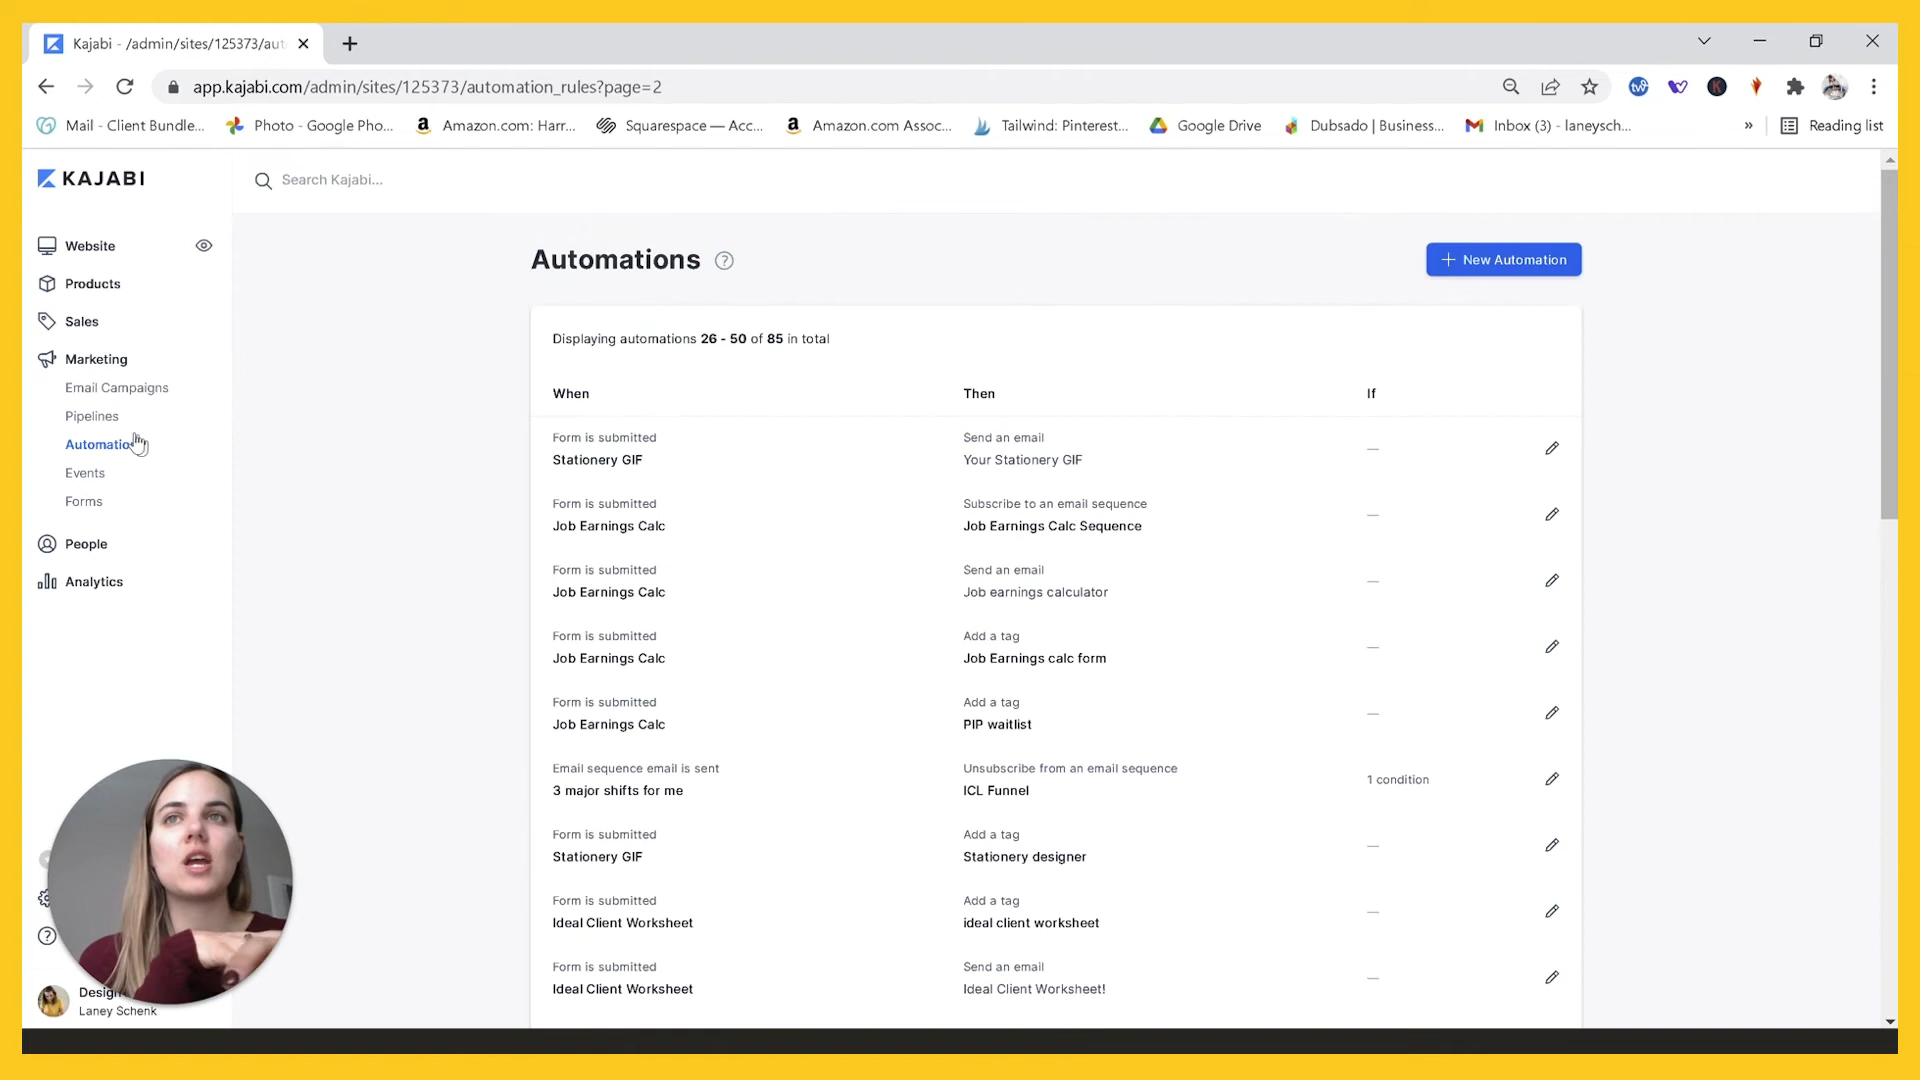 Kajabi - /admin/sites/125373/aut
app.kajabi.com/admin/sites/125373/automation_rules?page=2
Mail - Client Bundle...
Photo - Google Pho...
Amazon.com: Harr...
Squarespace — Acc...
Amazon.com Assoc...
Tailwind: Pinterest...
Google Drive
Dubsado | Business...
Inbox (3) - laneysch...
»
Reading list
KAJABI
Search Kajabi...
Website
Products
Sales
Marketing
Email Campaigns
Pipelines
Automatio
Events
Forms
People
Analytics
Design
Laney Schenk
Automations ?
+ New Automation
Displaying automations 26 - 50 of 85 in total
When Then If
Form is submitted Send an email
Stationery GIF Your Stationery GIF —
Form is submitted Subscribe to an email sequence
Job Earnings Calc Job Earnings Calc Sequence —
Form is submitted Send an email
Job Earnings Calc Job earnings calculator —
Form is submitted Add a tag
Job Earnings Calc Job Earnings calc form —
Form is submitted Add a tag
Job Earnings Calc PIP waitlist —
Email sequence email is sent Unsubscribe from an email sequence
3 major shifts for me ICL Funnel 1 condition
Form is submitted Add a tag
Stationery GIF Stationery designer —
Form is submitted Add a tag
Ideal Client Worksheet ideal client worksheet —
Form is submitted Send an email
Ideal Client Worksheet Ideal Client Worksheet! —